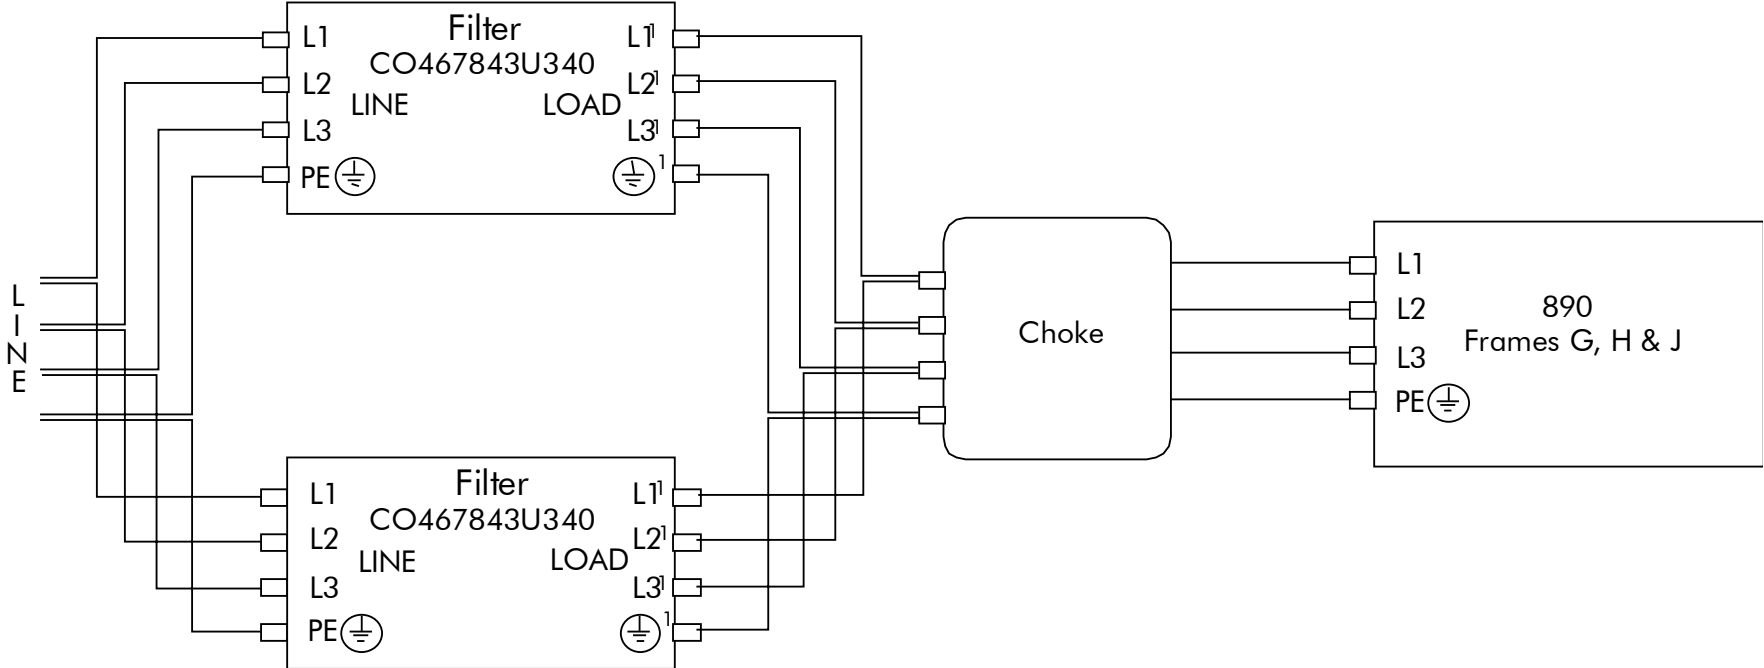 Filter
CO467843U340
LINE LOAD
L1 L1¹
L2 L2¹
L3 L3¹
PE ¹
L
I
N
E
Filter
CO467843U340
LINE LOAD
L1 L1¹
L2 L2¹
L3 L3¹
PE ¹
Choke
890
Frames G, H & J
L1
L2
L3
PE